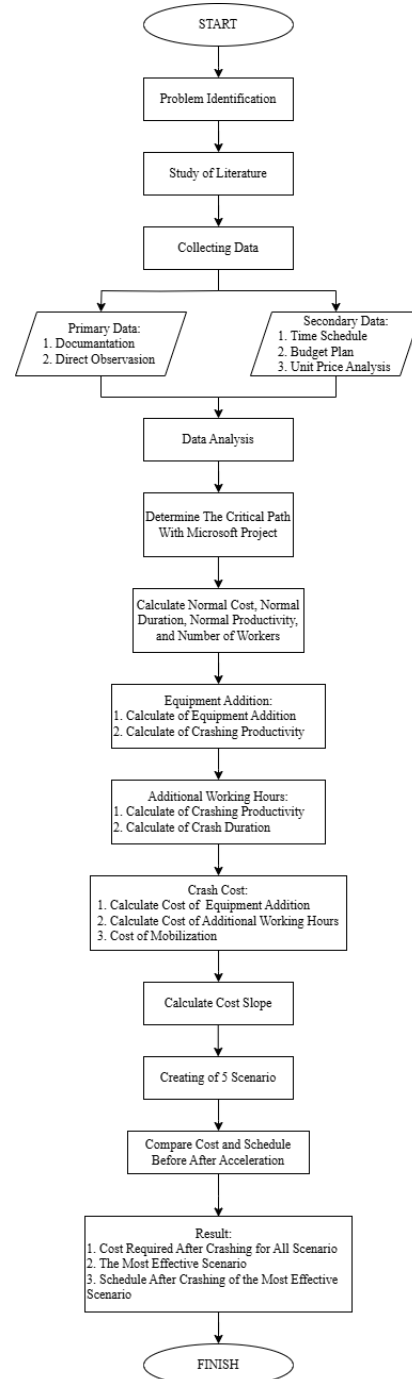 START
Problem Identification
Study of Literature
Collecting Data
Primary Data:
1. Documantation
2. Direct Observasion
Secondary Data:
1. Time Schedule
2. Budget Plan
3. Unit Price Analysis
Data Analysis
Determine The Critical Path
With Microsoft Project
Calculate Normal Cost, Normal
Duration, Normal Productivity,
and Number of Workers
Equipment Addition:
1. Calculate of Equipment Addition
2. Calculate of Crashing Productivity
Additional Working Hours:
1. Calculate of Crashing Productivity
2. Calculate of Crash Duration
Crash Cost:
1. Calculate Cost of Equipment Addition
2. Calculate Cost of Additional Working Hours
3. Cost of Mobilization
Calculate Cost Slope
Creating of 5 Scenario
Compare Cost and Schedule
Before After Acceleration
Result:
1. Cost Required After Crashing for All Scenario
2. The Most Effective Scenario
3. Schedule After Crashing of the Most Effective
Scenario
FINISH